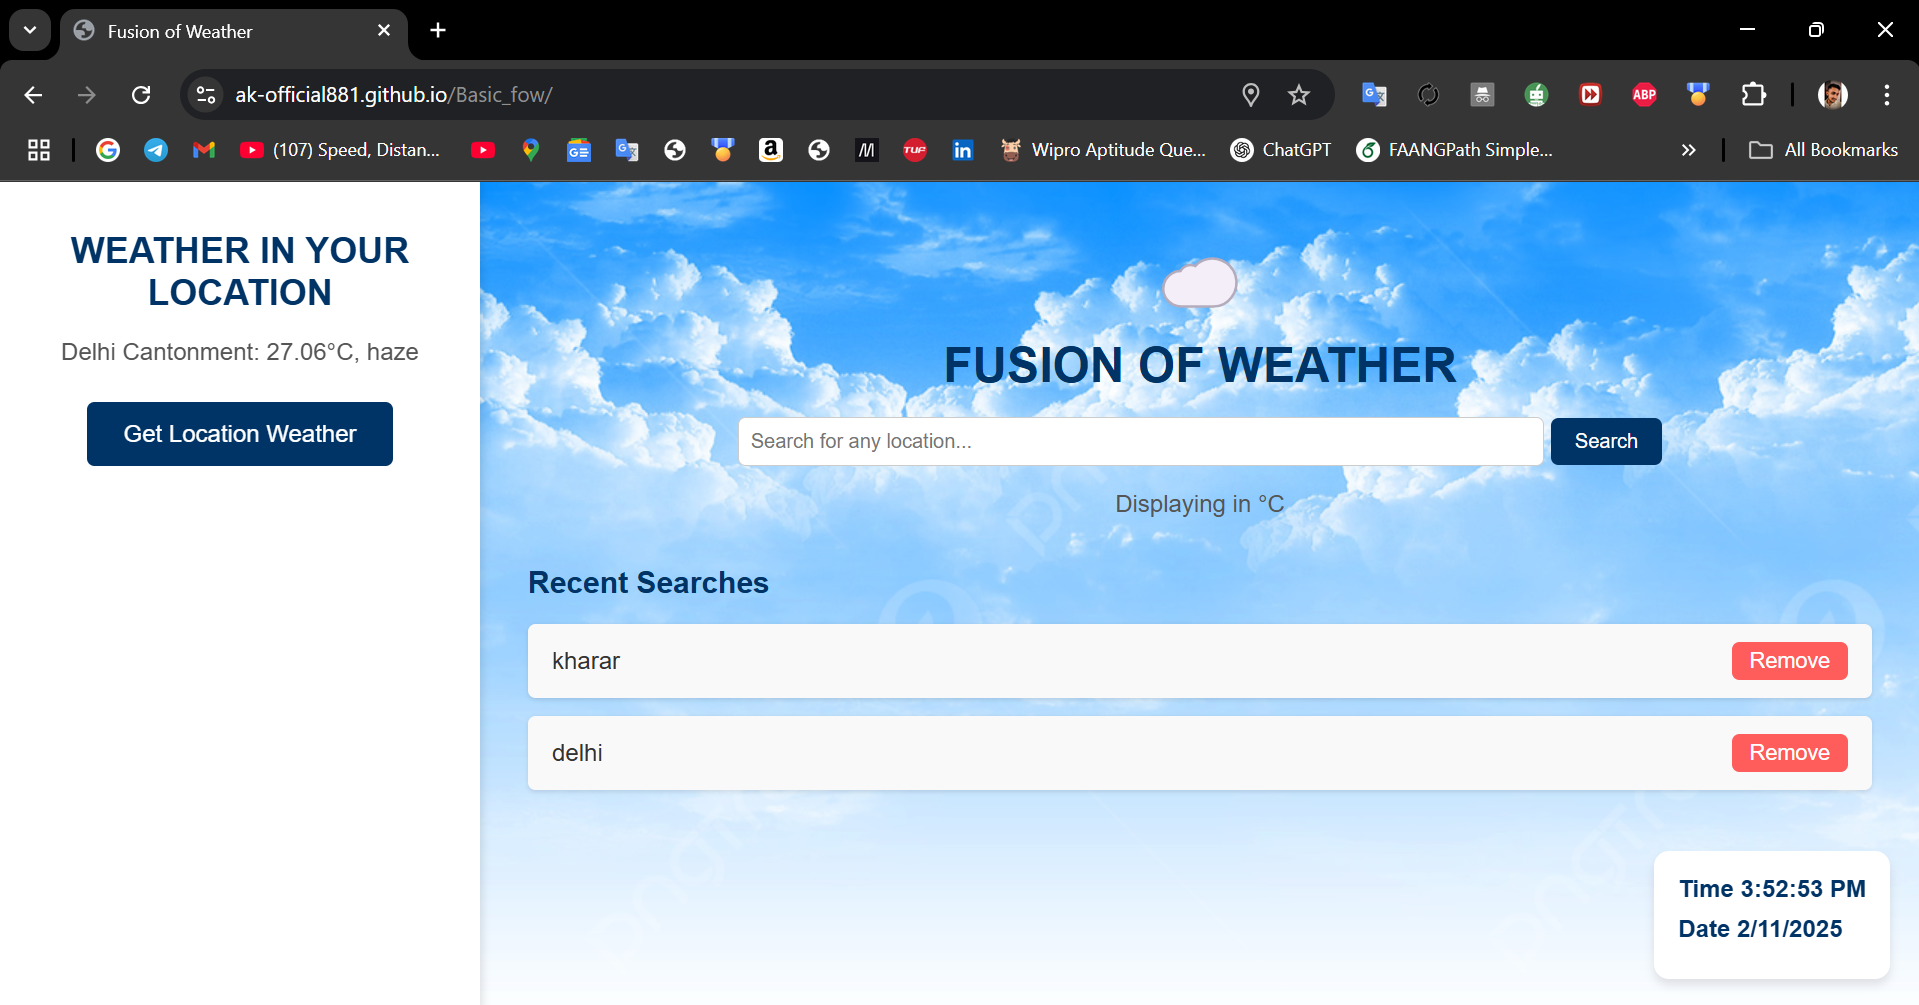 Fusion of Weather
ak-official881.github.io/Basic_fow/
ABP
(107) Speed, Distan...
TUF
Wipro Aptitude Que...
ChatGPT
FAANGPath Simple...
All Bookmarks
WEATHER IN YOUR
LOCATION
Delhi Cantonment: 27.06°C, haze
Get Location Weather
FUSION OF WEATHER
Search for any location...
Search
Displaying in °C
Recent Searches
kharar
Remove
delhi
Remove
Time 3:52:53 PM
Date 2/11/2025